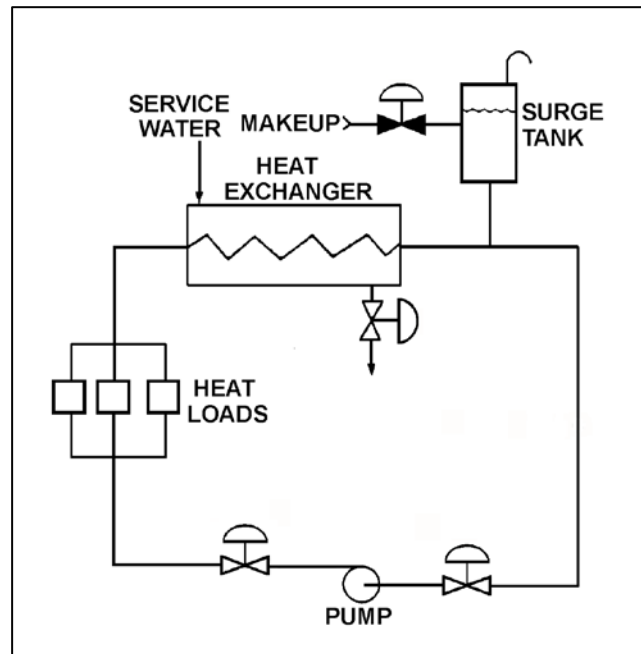 SERVICE
WATER
MAKEUP
SURGE
TANK
HEAT
EXCHANGER
HEAT
LOADS
PUMP